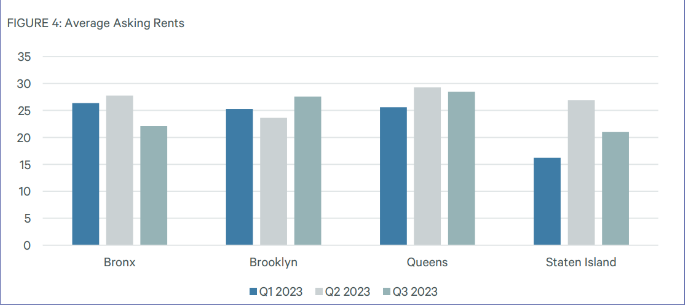 FIGURE 4: Average Asking Rents
35
30
25
20
15
10
5
0
Bronx Brooklyn Queens Staten Island
Q1 2023 Q2 2023 Q3 2023